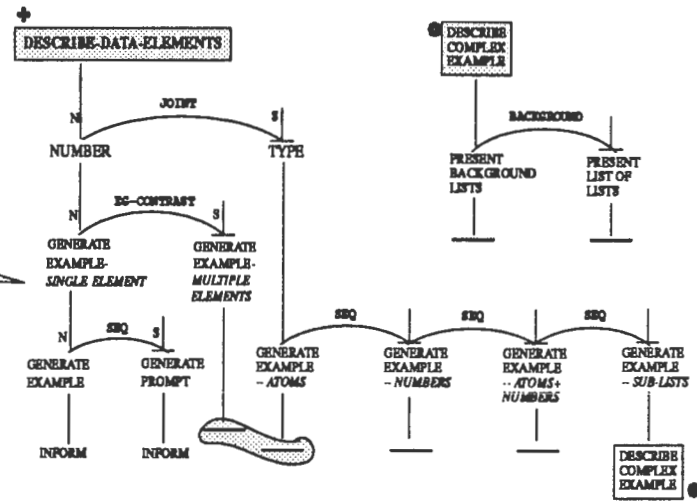 DESCRIBE-DATA-ELEMENTS
DESCRIBE
COMPLEX
EXAMPLE
N
JOINT
S
NUMBER
TYPE
BACKGROUND
PRESENT
BACKGROUND
LISTS
PRESENT
LIST OF
LISTS
N
EG-CONTRAST
S
GENERATE
EXAMPLE-
SINGLE ELEMENT
GENERATE
EXAMPLE-
MULTIPLE
ELEMENTS
N
SEQ
S
GENERATE
EXAMPLE
GENERATE
PROMPT
SEQ
SEQ
SEQ
GENERATE
EXAMPLE
-- ATOMS
GENERATE
EXAMPLE
-- NUMBERS
GENERATE
EXAMPLE
-- ATOMS+
NUMBERS
GENERATE
EXAMPLE
-- SUB-LISTS
INFORM
INFORM
DESCRIBE
COMPLEX
EXAMPLE